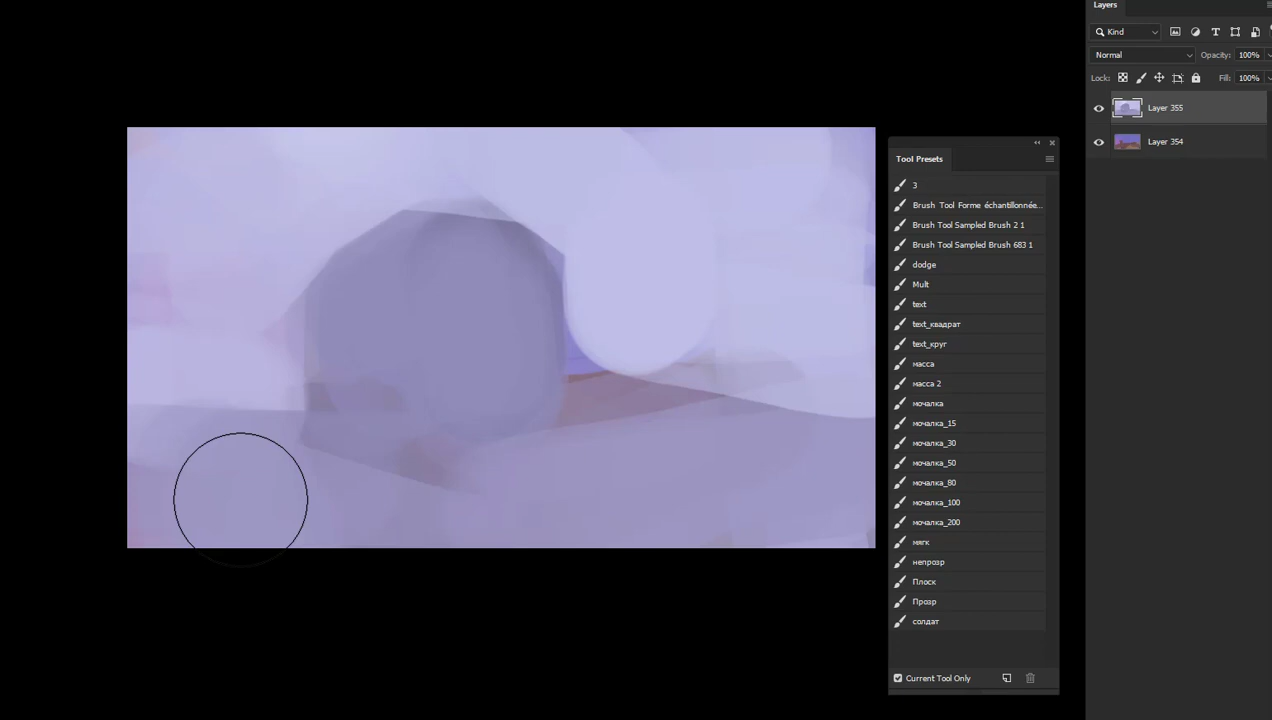 Layers
Kind
Normal Opacity: 100%
Lock: Fill: 100%
Layer 355
Layer 354
Tool Presets
3
Brush Tool Forme échantillonnée...
Brush Tool Sampled Brush 2 1
Brush Tool Sampled Brush 683 1
dodge
Mult
text
text_квадрат
text_круг
масса
масса 2
мочалка
мочалка_15
мочалка_30
мочалка_50
мочалка_80
мочалка_100
мочалка_200
мягк
непрозр
Плоск
Прозр
солдат
Current Tool Only